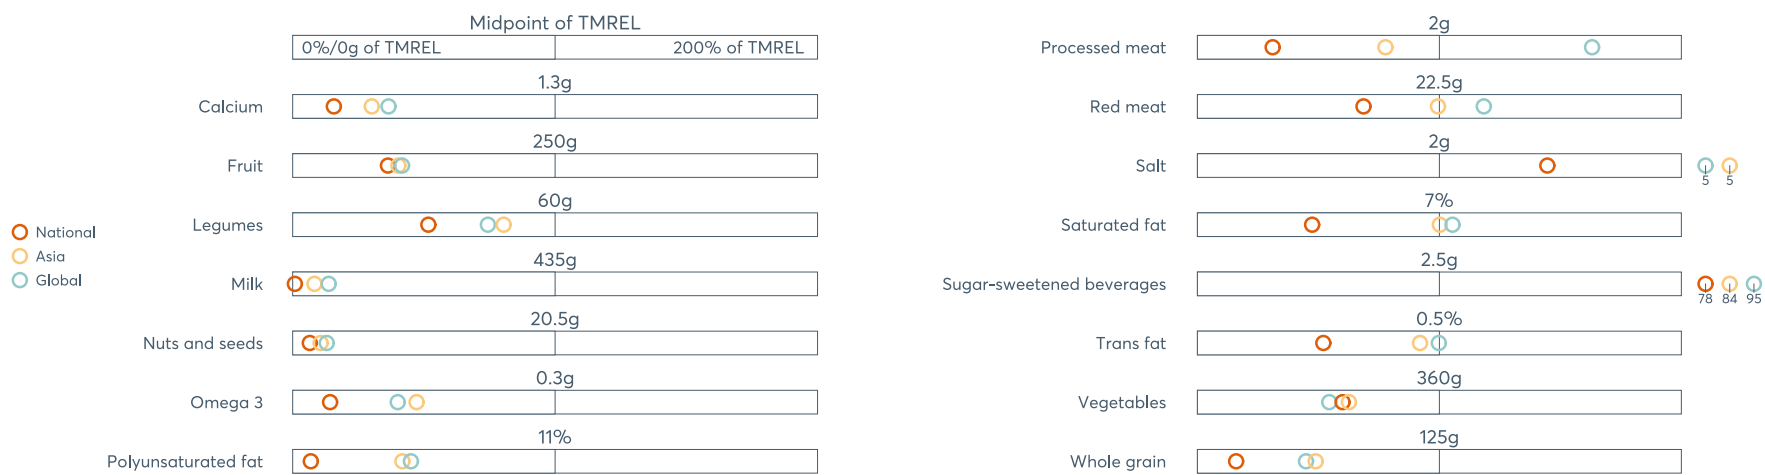 Midpoint of TMREL
0%/0g of TMREL 200% of TMREL
1.3g
Calcium
250g
Fruit
60g
Legumes
435g
Milk
20.5g
Nuts and seeds
0.3g
Omega 3
11%
Polyunsaturated fat
National
Asia
Global
2g
Processed meat
22.5g
Red meat
2g
Salt
5 5
7%
Saturated fat
2.5g
Sugar-sweetened beverages
78 84 95
0.5%
Trans fat
360g
Vegetables
125g
Whole grain